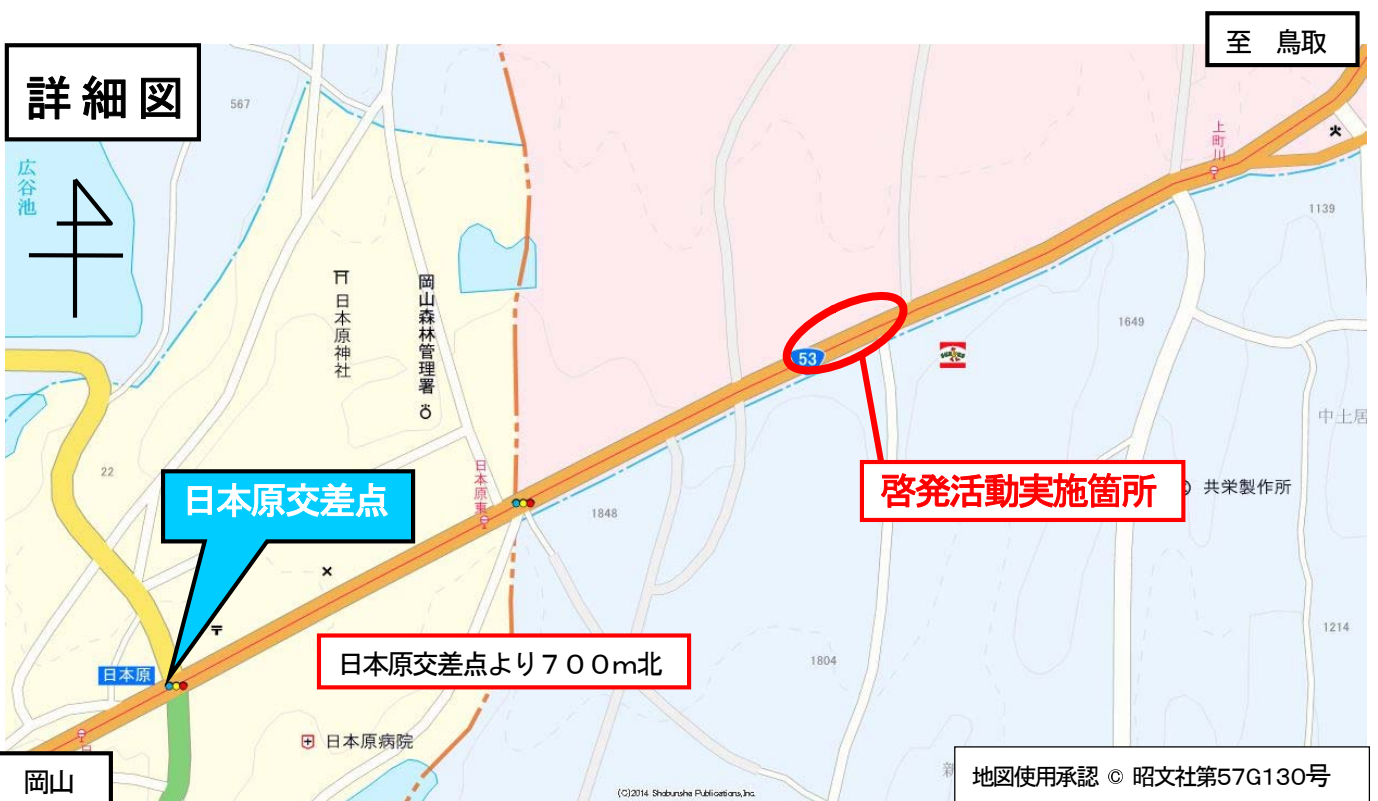 至 鳥取
詳細図
567
広谷池
上町川
1139
日本原神社
岡山森林管理署
1649
53
中土居
日本原東
啓発活動実施箇所
共栄製作所
22
日本原交差点
1848
〒
日本原交差点より700m北
1214
1804
日本原
日本原病院
岡山
新
地図使用承認 © 昭文社第57G130号
(C)2014 Shobunsha Publications,Inc.